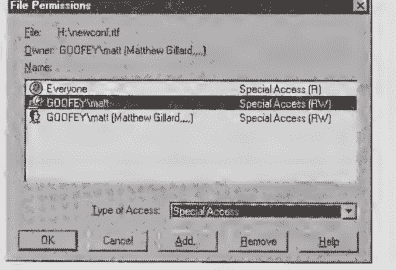 File Permissions
File: H:\newconf.rtf
Owner: GOOFEY\matt (Matthew Gillard,,,,)
Name:
Everyone Special Access (R)
GOOFEY\matt Special Access (RW)
GOOFEY\matt (Matthew Gillard,,,,) Special Access (RW)
Type of Access: Special Access
OK Cancel Add... Remove Help